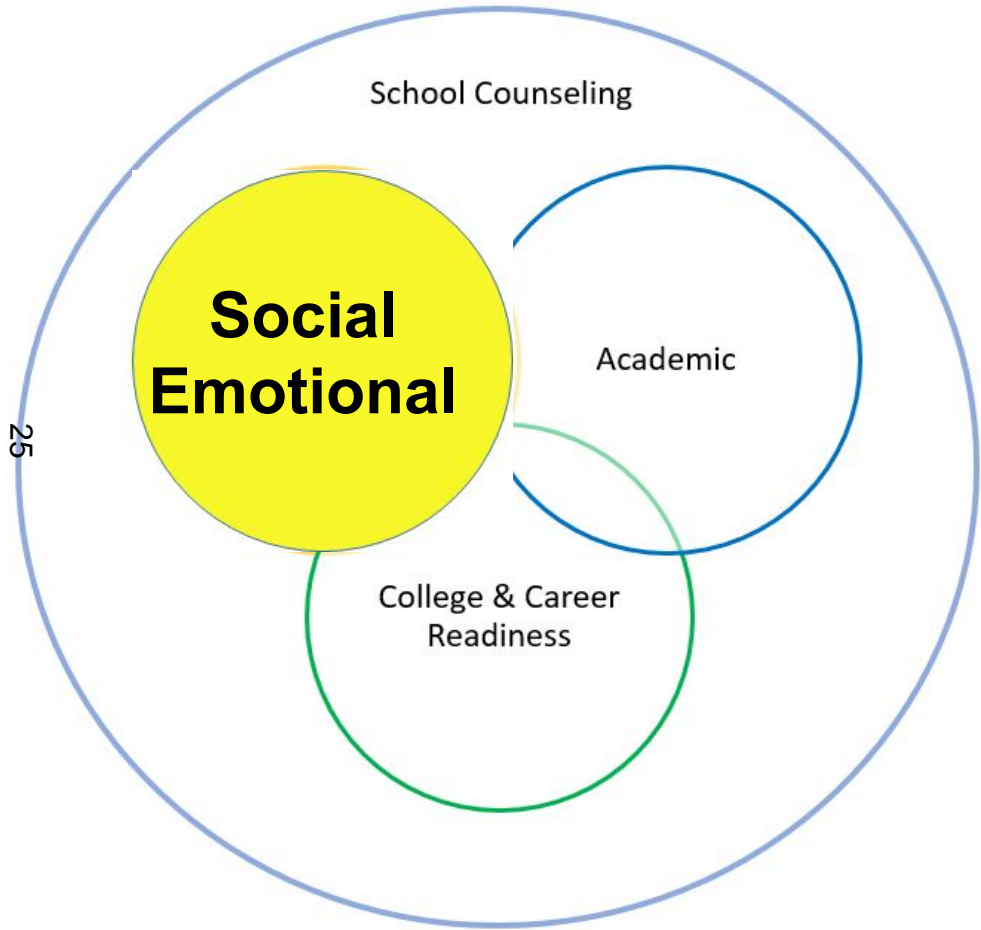 School Counseling
Social
Emotional
Academic
25
College & Career
Readiness